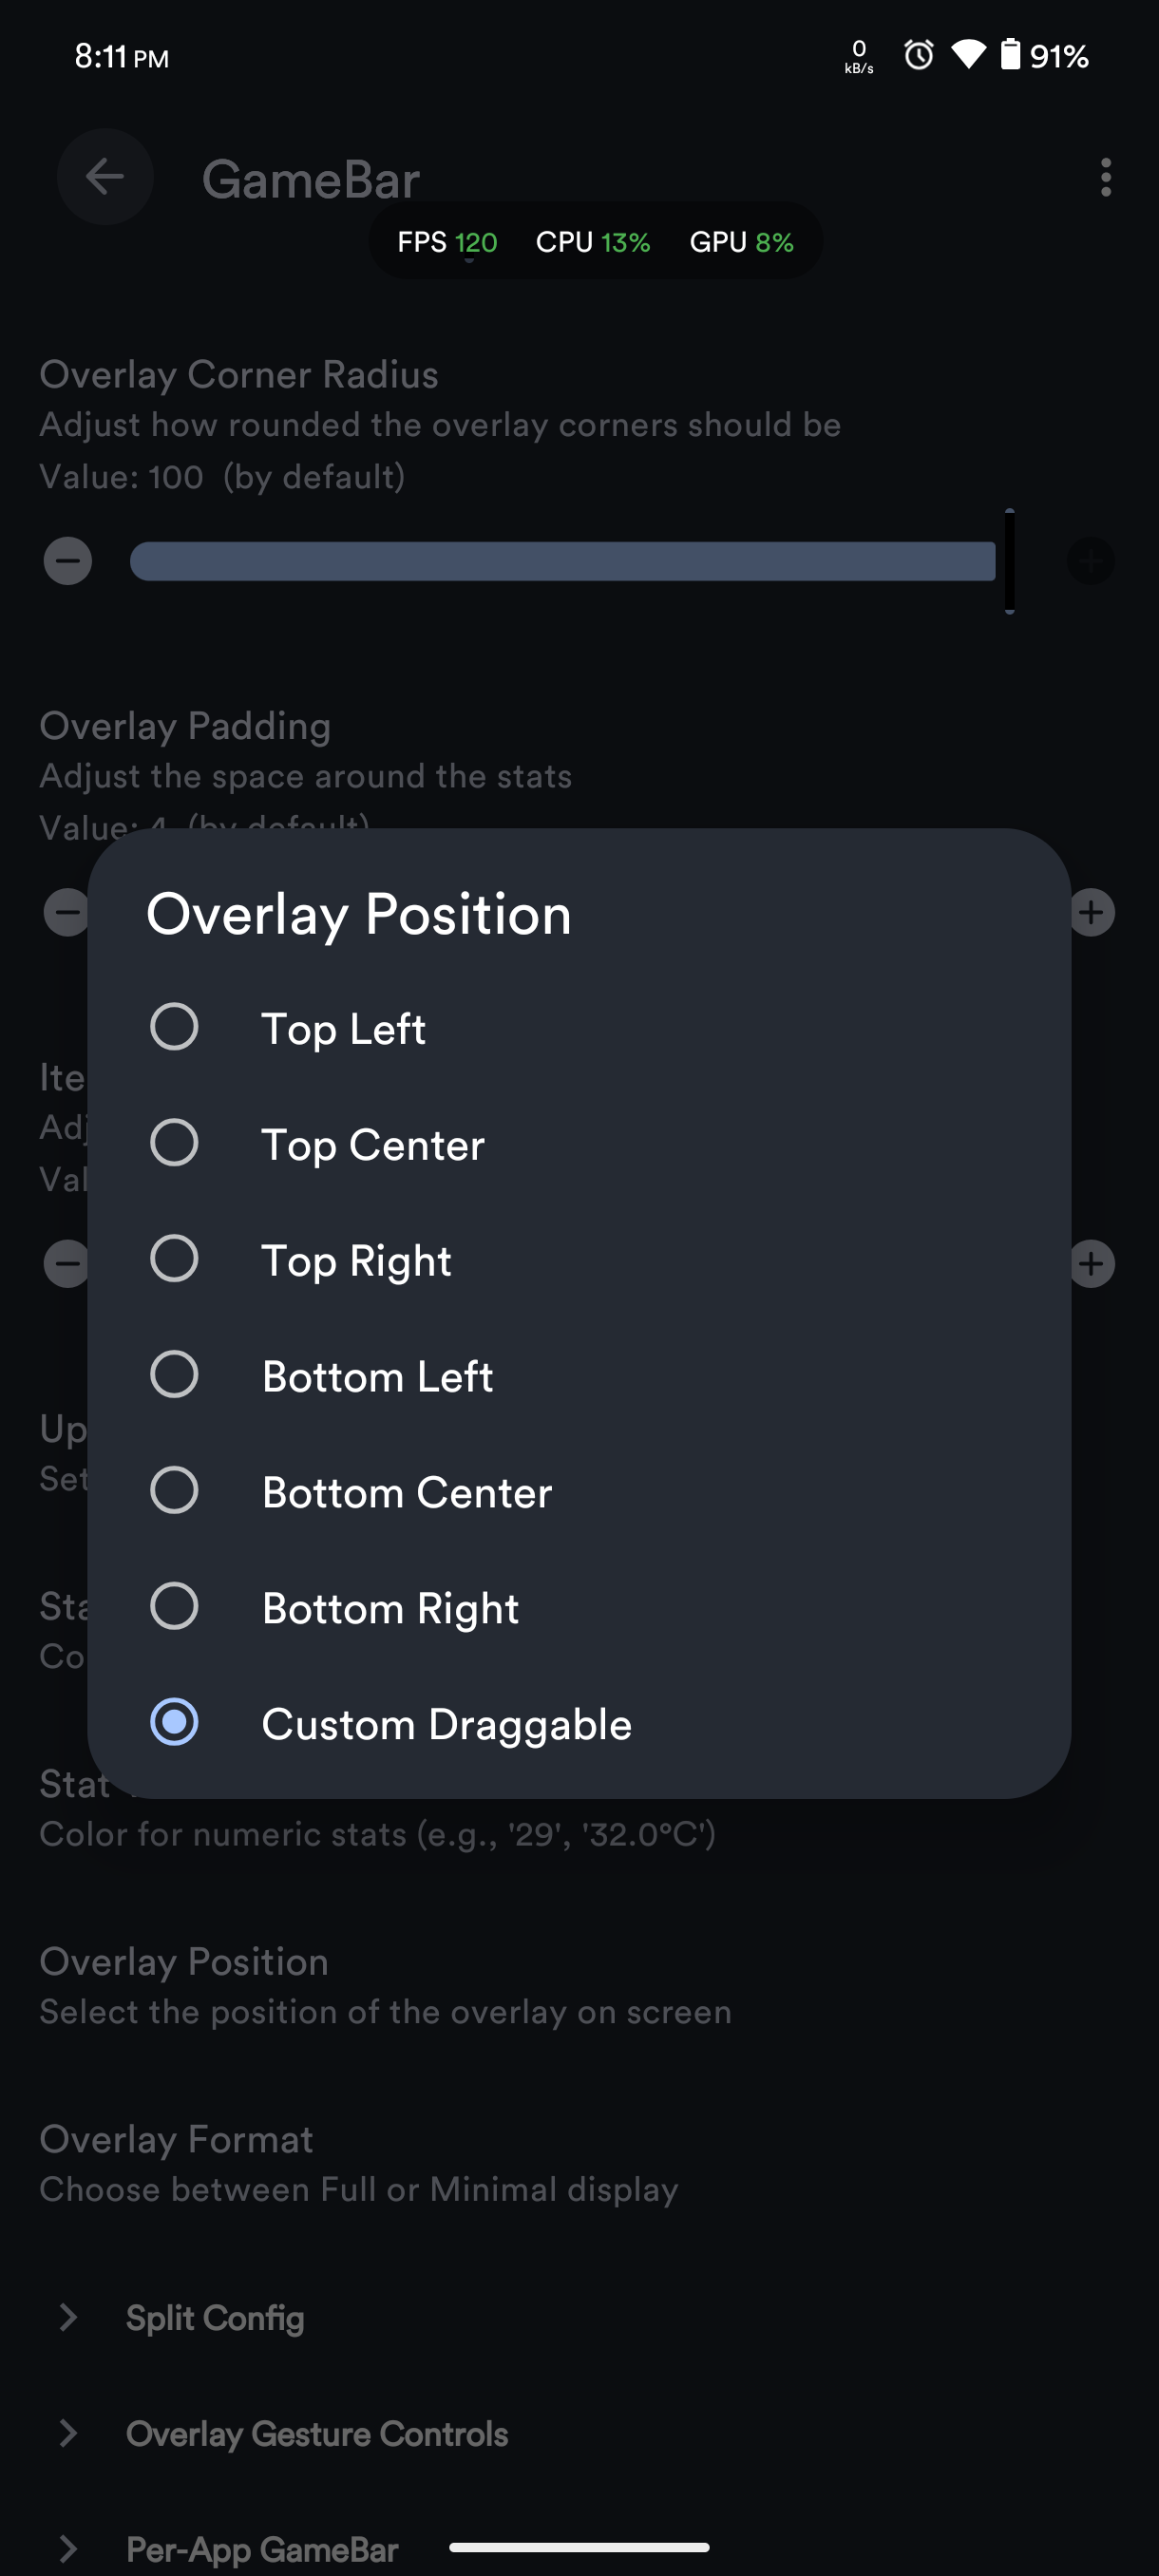 8:11 PM
0
kB/s
91%
GameBar
FPS 120 CPU 13% GPU 8%
Overlay Corner Radius
Adjust how rounded the overlay corners should be
Value: 100 (by default)
Overlay Padding
Adjust the space around the stats
Value: 4 (by default)
Overlay Position
Top Left
Top Center
Top Right
Bottom Left
Bottom Center
Bottom Right
Custom Draggable
Ite
Adj
Val
Up
Set
Sta
Co
Stat
Color for numeric stats (e.g., '29', '32.0°C')
Overlay Position
Select the position of the overlay on screen
Overlay Format
Choose between Full or Minimal display
Split Config
Overlay Gesture Controls
Per-App GameBar